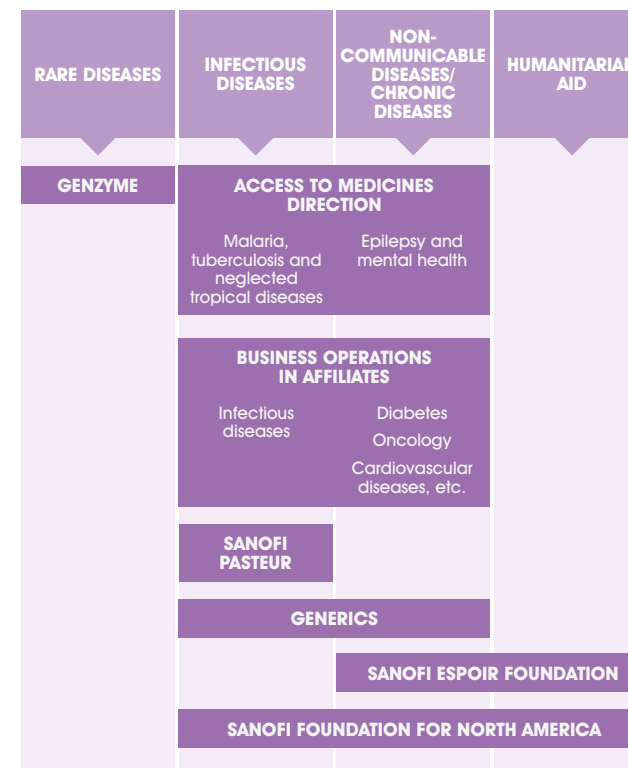 RARE DISEASES
INFECTIOUS
DISEASES
NON-
COMMUNICABLE
DISEASES/
CHRONIC
DISEASES
HUMANITARIAN
AID
GENZYME
ACCESS TO MEDICINES
DIRECTION
Malaria,
tuberculosis and
neglected
tropical diseases
Epilepsy and
mental health
BUSINESS OPERATIONS
IN AFFILIATES
Infectious
diseases
Diabetes
Oncology
Cardiovascular
diseases, etc.
SANOFI
PASTEUR
GENERICS
SANOFI ESPOIR FOUNDATION
SANOFI FOUNDATION FOR NORTH AMERICA